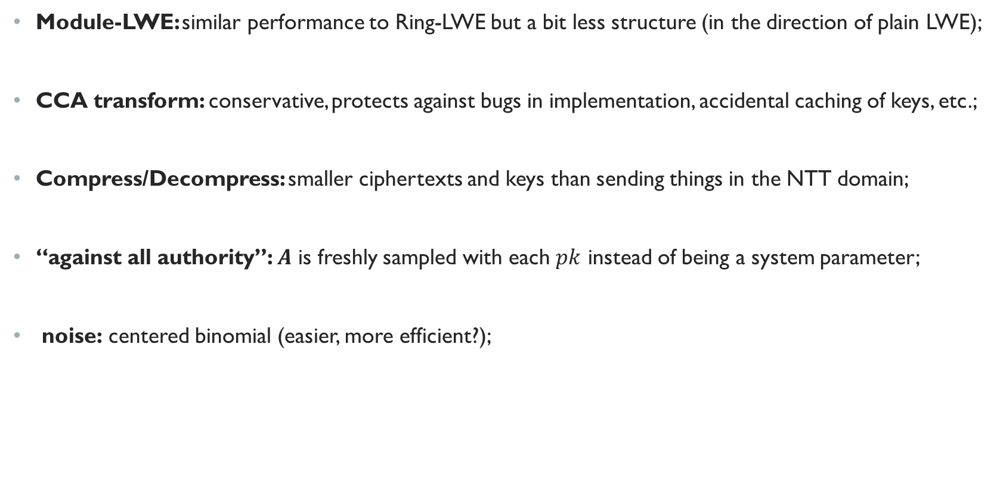 • Module-LWE: similar performance to Ring-LWE but a bit less structure (in the direction of plain LWE);
• CCA transform: conservative, protects against bugs in implementation, accidental caching of keys, etc.;
• Compress/Decompress: smaller ciphertexts and keys than sending things in the NTT domain;
• “against all authority”: A is freshly sampled with each pk instead of being a system parameter;
• noise: centered binomial (easier, more efficient?);